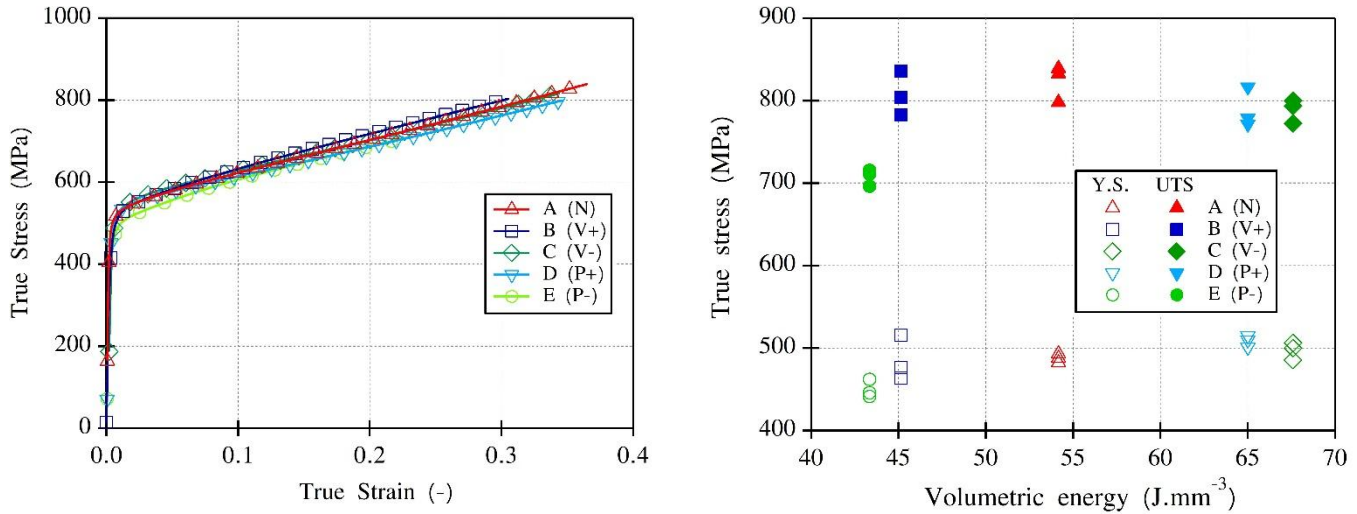 1000
800
600
400
200
0
True Stress (MPa)
0.0 0.1 0.2 0.3 0.4
True Strain (-)
A (N)
B (V+)
C (V-)
D (P+)
E (P-)
900
800
700
600
500
400
True stress (MPa)
40 45 50 55 60 65 70
Volumetric energy (J.mm-3)
Y.S. UTS
A (N)
B (V+)
C (V-)
D (P+)
E (P-)